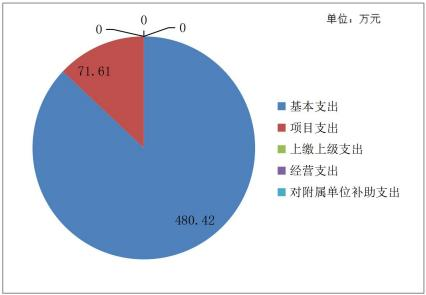 单位：万元
0
0
0
71.61
480.42
基本支出
项目支出
上缴上级支出
经营支出
对附属单位补助支出